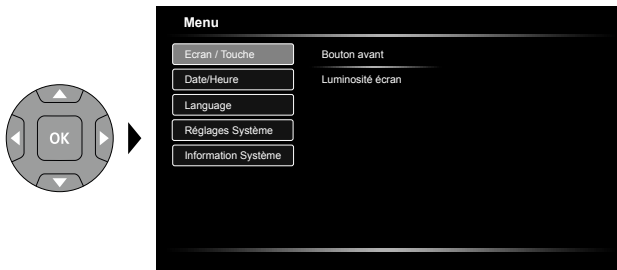 Menu
Ecran / Touche
Bouton avant
Date/Heure
Luminosité écran
Language
Réglages Système
Information Système
OK